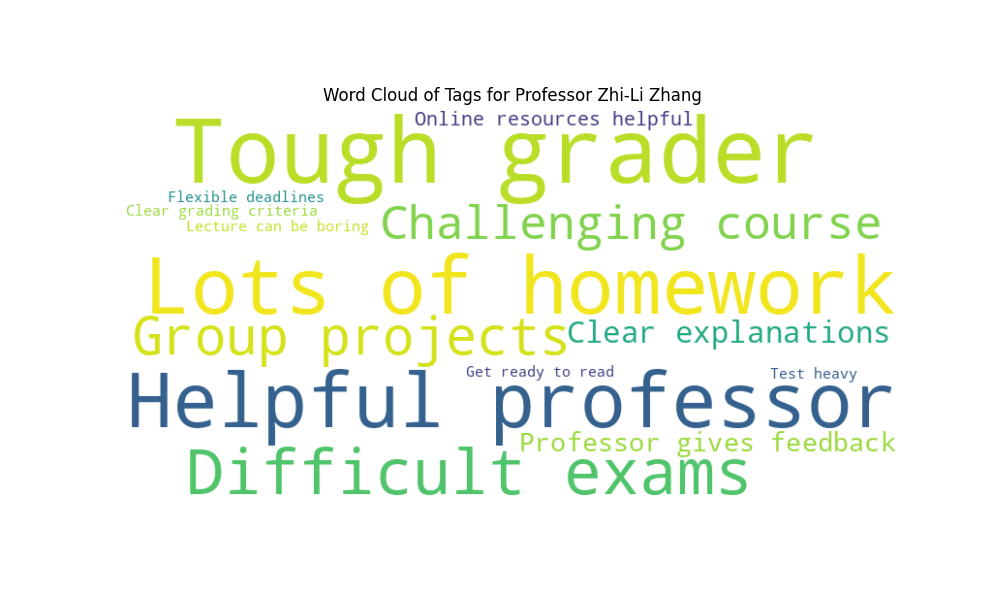 Word Cloud of Tags for Professor Zhi-Li Zhang
Online resources helpful
Tough grader
Flexible deadlines
Clear grading criteria
Lecture can be boring
Challenging course
Lots of homework
Group projects
Clear explanations
Get ready to read
Test heavy
Helpful professor
Professor gives feedback
Difficult exams